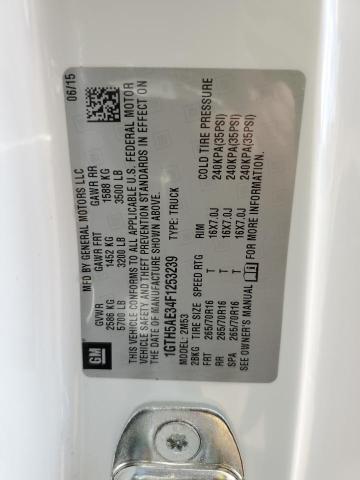 MFD BY GENERAL MOTORS LLC
06/15
GVWR GAWR FRT GAWR RR
2586 KG 1452 KG 1588 KG
5700 LB 3200 LB 3500 LB
THIS VEHICLE CONFORMS TO ALL APPLICABLE U.S. FEDERAL MOTOR
VEHICLE SAFETY AND THEFT PREVENTION STANDARDS IN EFFECT ON
THE DATE OF MANUFACTURE SHOWN ABOVE.
1GTH5AE34F1253239 TYPE: TRUCK
GM
MODEL: 2M53
2BKG TIRE SIZE SPEED RTG RIM COLD TIRE PRESSURE
FRT 265/70R16 T 16X7.0J 240KPA(35PSI)
RR 265/70R16 T 16X7.0J 240KPA(35PSI)
SPA 265/70R16 T 16X7.0J 240KPA(35PSI)
SEE OWNER'S MANUAL FOR MORE INFORMATION.